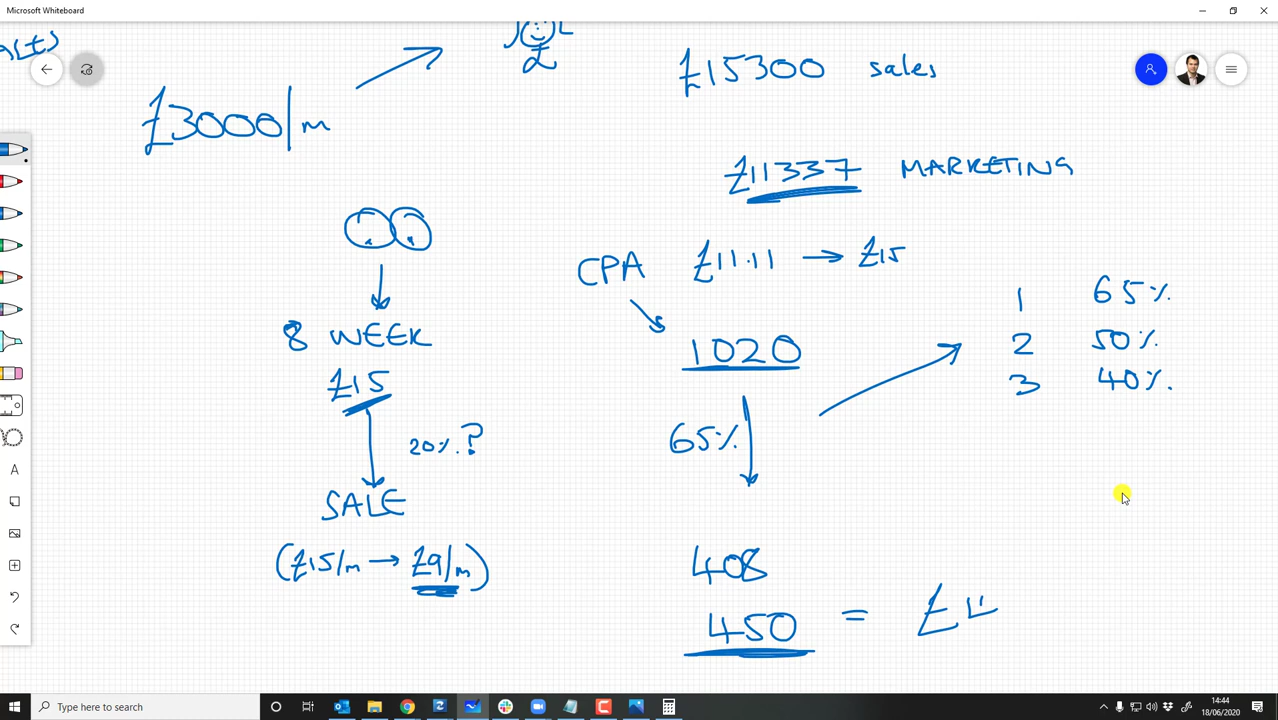 Microsoft Whiteboard
£
£15300 sales
£3000/m
£11337 MARKETING
CPA £11.11 → £15
1 65%
2 50%
3 40%
8 WEEK
£15
20%?
SALE
(£15/m → £9/m)
1020
65%
408
450 = £
A
Type here to search
14:44
18/06/2020